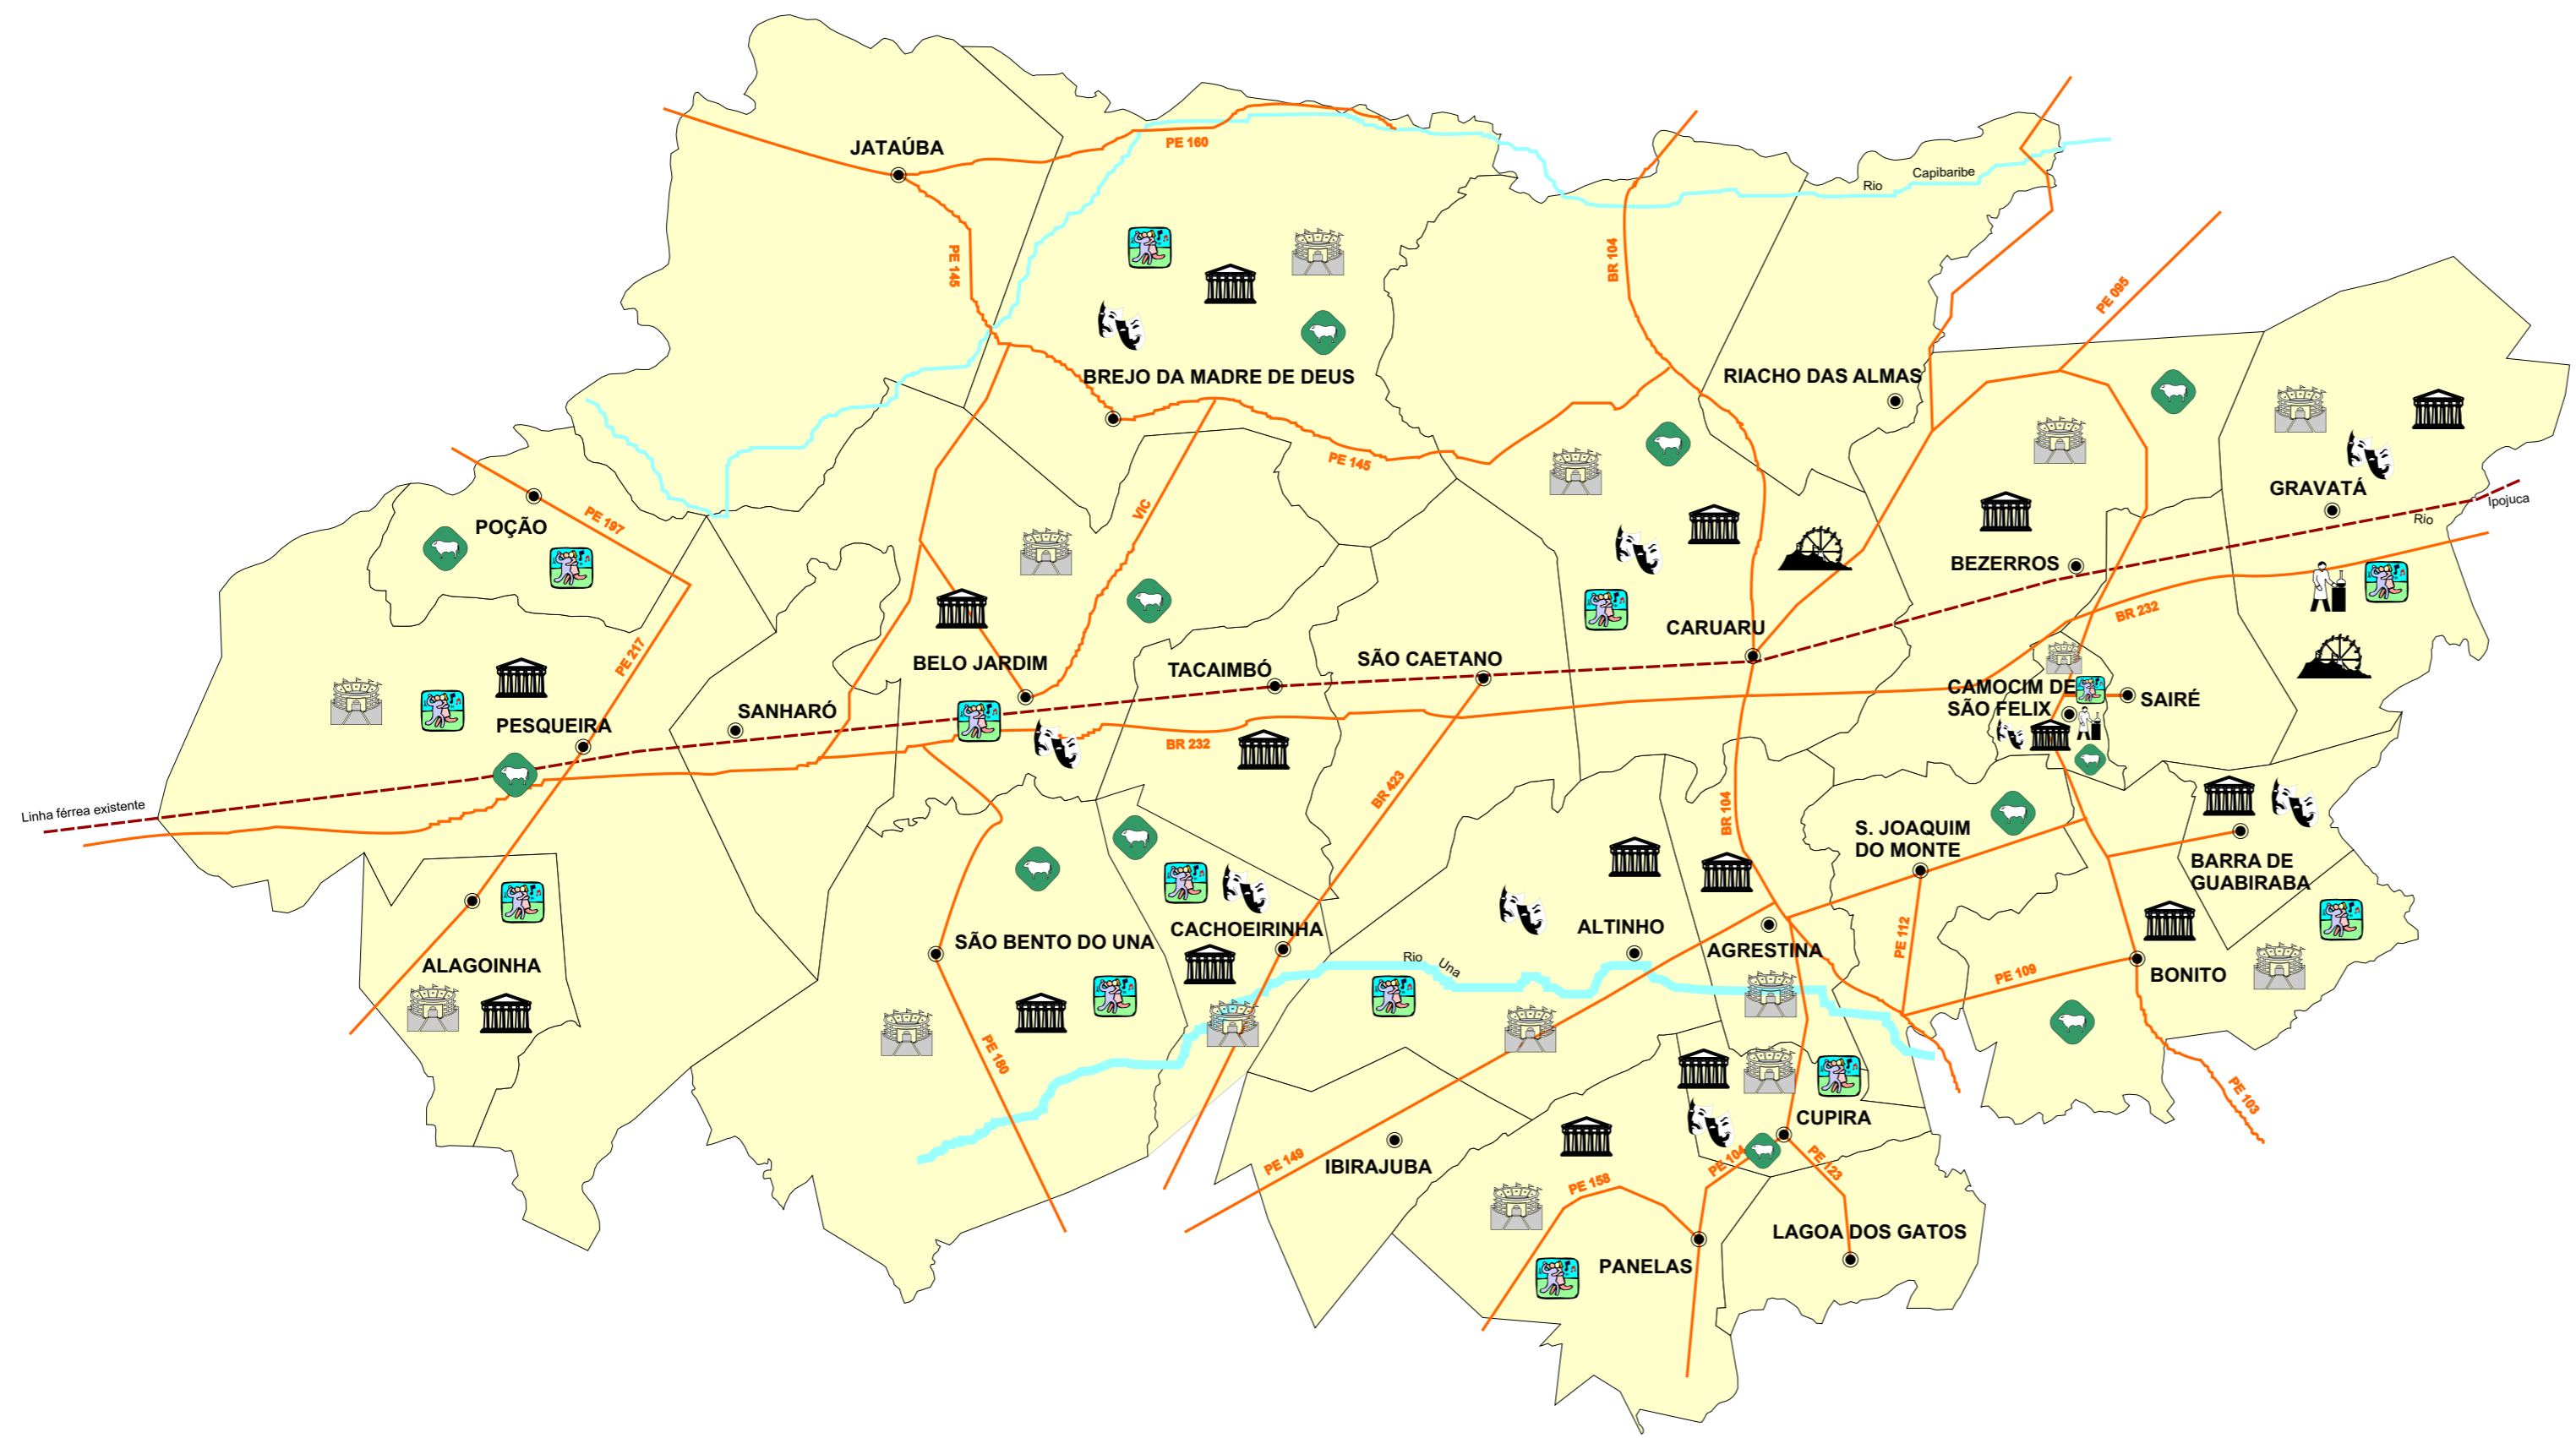 PE 160
JATAÚBA
Rio
Capibaribe
PE 145
BR 104
PE 095
BREJO DA MADRE DE DEUS
RIACHO DAS ALMAS
PE 145
GRAVATÁ
Rio
Ipojuca
VIC
POÇÃO
PE 197
BEZERROS
BR 232
PE 217
CARUARU
BELO JARDIM
TACAIMBÓ
SÃO CAETANO
CAMOCIM DE
SÃO FELIX
SAIRÉ
SANHARÓ
PESQUEIRA
BR 232
BR 423
Linha férrea existente
BR 104
S. JOAQUIM
DO MONTE
BARRA DE
GUABIRABA
CACHOEIRINHA
ALTINHO
PE 112
SÃO BENTO DO UNA
AGRESTINA
ALAGOINHA
Rio
Una
PE 109
BONITO
PE 180
PE 103
CUPIRA
PE 149
IBIRAJUBA
PE 104
PE 123
PE 158
LAGOA DOS GATOS
PANELAS